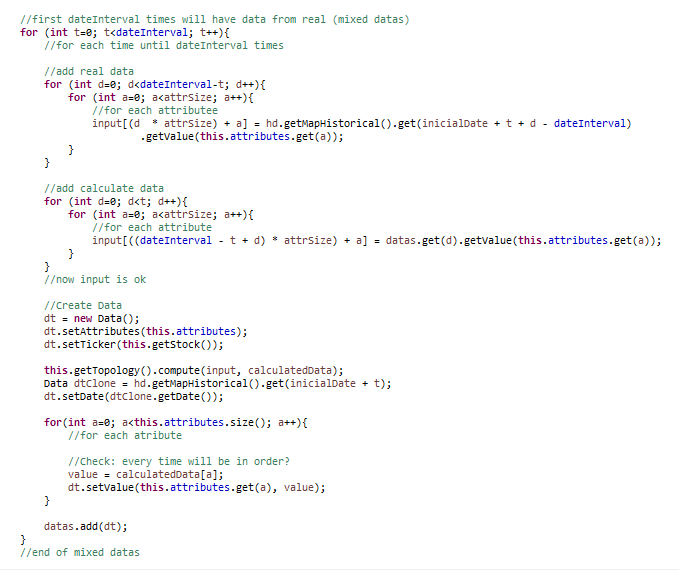 //first dateInterval times will have data from real (mixed datas)
for (int t=0; t<dateInterval; t++){
//for each time until dateInterval times
//add real data
for (int d=0; d<dateInterval-t; d++){
for (int a=0; a<attrSize; a++){
//for each attributee
input[(d  * attrSize) + a] = hd.getMapHistorical().get(inicialDate + t + d - dateInterval)
.getValue(this.attributes.get(a));
}
}
//add calculate data
for (int d=0; d<t; d++){
for (int a=0; a<attrSize; a++){
//for each attribute
input[((dateInterval - t + d) * attrSize) + a] = datas.get(d).getValue(this.attributes.get(a));
}
}
//now input is ok
//Create Data
dt = new Data();
dt.setAttributes(this.attributes);
dt.setTicker(this.getStock());
this.getTopology().compute(input, calculatedData);
Data dtClone = hd.getMapHistorical().get(inicialDate + t);
dt.setDate(dtClone.getDate());
for(int a=0; a<this.attributes.size(); a++){
//for each atribute
//Check: every time will be in order?
value = calculatedData[a];
dt.setValue(this.attributes.get(a), value);
}
datas.add(dt);
}
//end of mixed datas